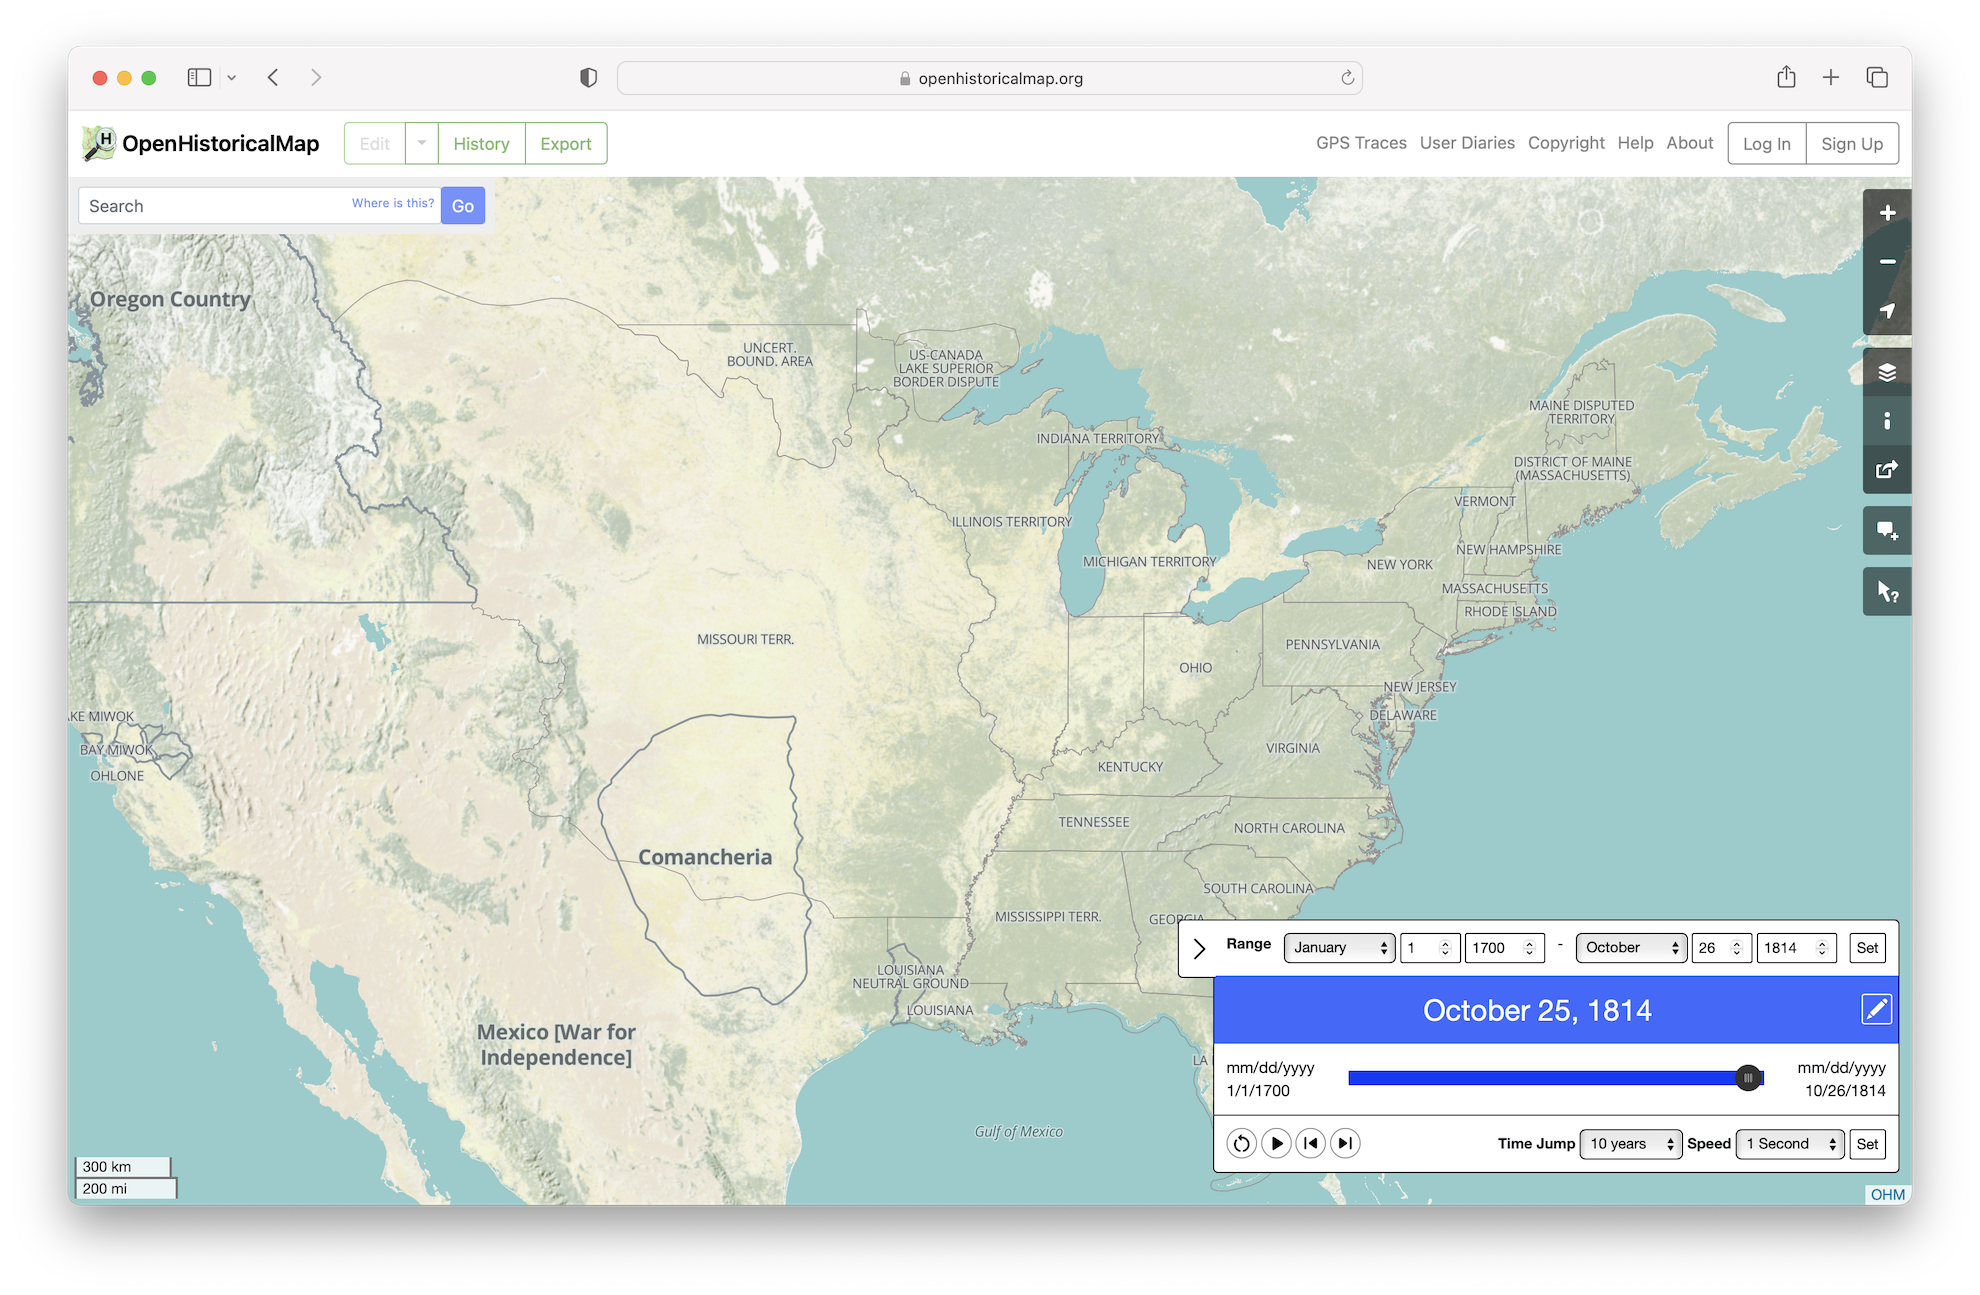 openhistoricalmap.org
OpenHistoricalMap
Edit
History
Export
GPS Traces
User Diaries
Copyright
Help
About
Log In
Sign Up
Search
Where is this?
Go
Oregon Country
UNCERT.
BOUND. AREA
US-CANADA
LAKE SUPERIOR
BORDER DISPUTE
MAINE DISPUTED
TERRITORY
INDIANA TERRITORY
DISTRICT OF MAINE
(MASSACHUSETTS)
VERMONT
ILLINOIS TERRITORY
NEW HAMPSHIRE
MICHIGAN TERRITORY
NEW YORK
MASSACHUSETTS
RHODE ISLAND
MISSOURI TERR.
PENNSYLVANIA
OHIO
NEW JERSEY
DELAWARE
KE MIWOK
BAY MIWOK
OHLONE
VIRGINIA
KENTUCKY
TENNESSEE
NORTH CAROLINA
Comancheria
SOUTH CAROLINA
MISSISSIPPI TERR.
GEORGIA
LOUISIANA
NEUTRAL GROUND
LOUISIANA
Mexico [War for
Independence]
LA
Gulf of Mexico
Range January 1 1700 - October 26 1814 Set
October 25, 1814
mm/dd/yyyy
1/1/1700
mm/dd/yyyy
10/26/1814
Time Jump 10 years Speed 1 Second Set
300 km
200 mi
OHM